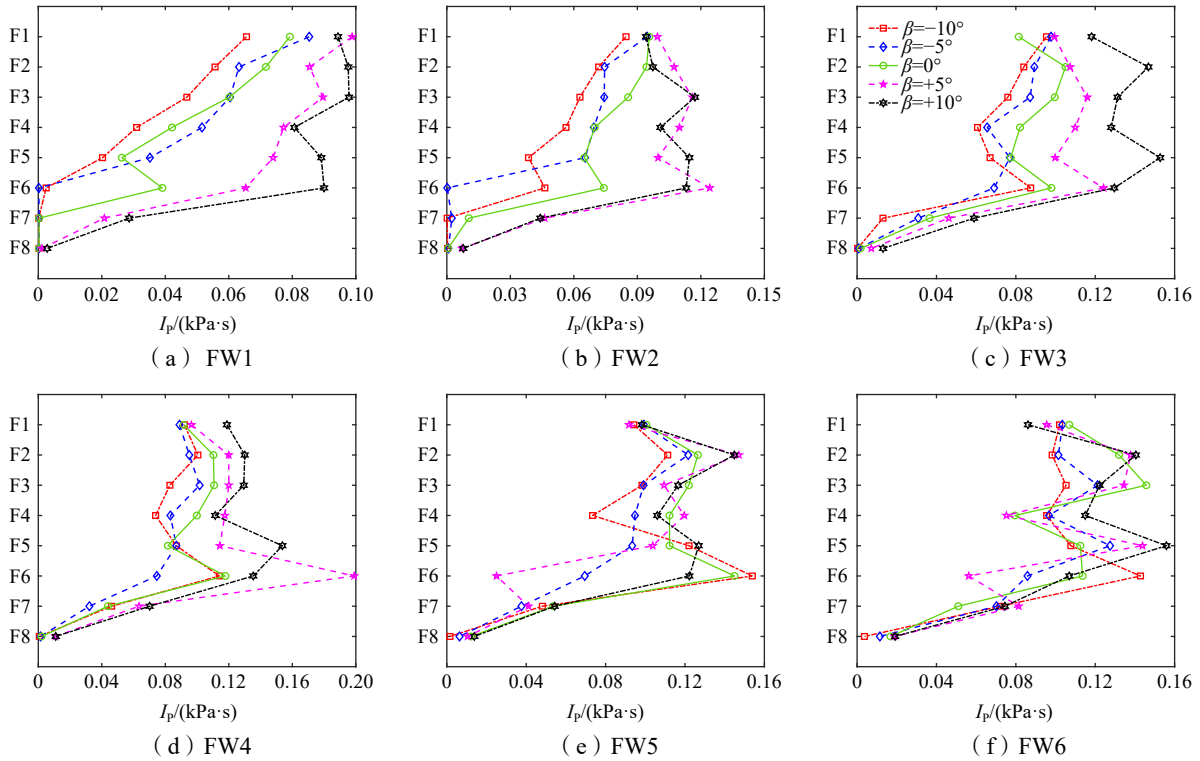 F1
F2
F3
F4
F5
F6
F7
F8
0 0.02 0.04 0.06 0.08 0.10
I_P/(kPa·s)
（a） FW1
F1
F2
F3
F4
F5
F6
F7
F8
0 0.03 0.06 0.09 0.12 0.15
I_P/(kPa·s)
（b）FW2
β=−10°
β=−5°
β=0°
β=+5°
β=+10°
F1
F2
F3
F4
F5
F6
F7
F8
0 0.04 0.08 0.12 0.16
I_P/(kPa·s)
（c）FW3
F1
F2
F3
F4
F5
F6
F7
F8
0 0.04 0.08 0.12 0.16 0.20
I_P/(kPa·s)
（d）FW4
F1
F2
F3
F4
F5
F6
F7
F8
0 0.04 0.08 0.12 0.16
I_P/(kPa·s)
（e）FW5
F1
F2
F3
F4
F5
F6
F7
F8
0 0.04 0.08 0.12 0.16
I_P/(kPa·s)
（f）FW6